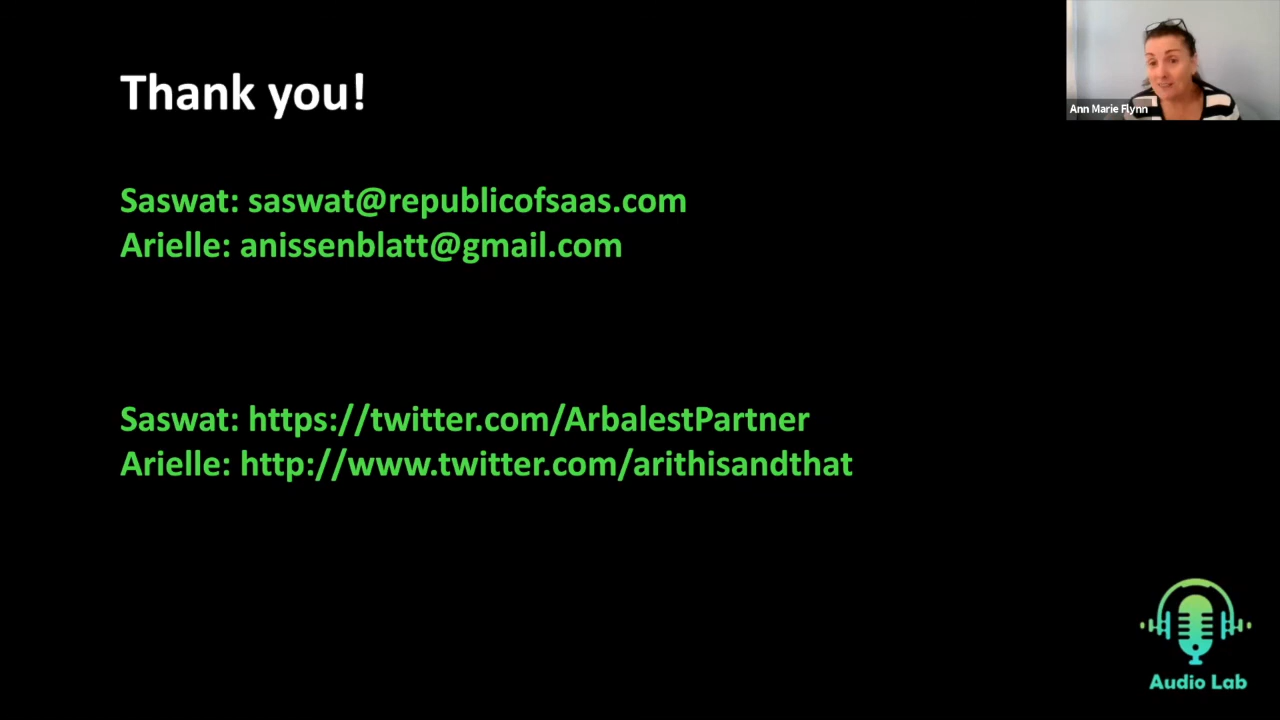 Thank you!
Ann Marie Flynn
Saswat: saswat@republicofsaas.com
Arielle: anissenblatt@gmail.com
Saswat: https://twitter.com/ArbalestPartner
Arielle: http://www.twitter.com/arithisandthat
Audio Lab